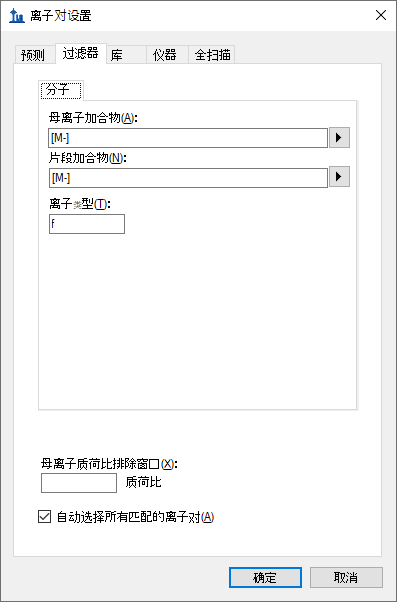 离子对设置
预测 过滤器 库 仪器 全扫描
分子
母离子加合物(A):
[M-]
片段加合物(N):
[M-]
离子类型(T):
f
母离子质荷比排除窗口(X):
质荷比
自动选择所有匹配的离子对(A)
确定 取消